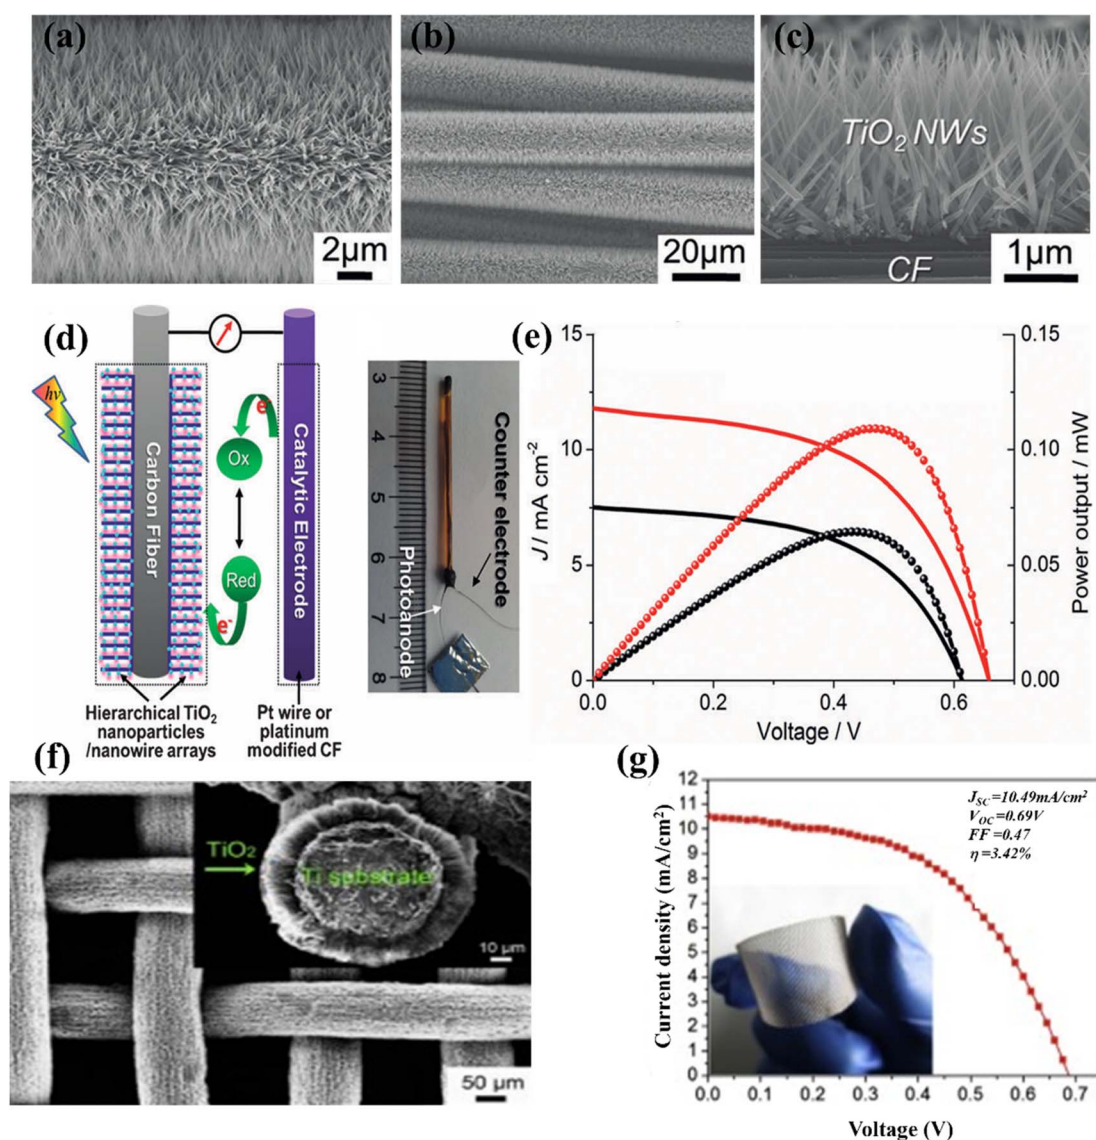 (a)
2μm
(b)
20μm
(c)
TiO₂ NWs
CF
1μm
(d)
hν
Carbon Fiber
Catalytic Electrode
e⁻
Ox
Red
e⁻
Hierarchical TiO₂
nanoparticles
/nanowire arrays
Pt wire or
platinum
modified CF
3
4
5
6
7
8
Photoanode
Counter electrode
(e)
15
10
5
0
J / mA cm⁻²
0.15
0.10
0.05
0.00
Power output / mW
0.0 0.2 0.4 0.6
Voltage / V
(f)
TiO₂
Ti substrate
10 μm
50 μm
(g)
12
11
10
9
8
7
6
5
4
3
2
1
0
Current density (mA/cm²)
J_SC=10.49mA/cm²
V_OC=0.69V
FF=0.47
η=3.42%
0.0 0.1 0.2 0.3 0.4 0.5 0.6 0.7
Voltage (V)